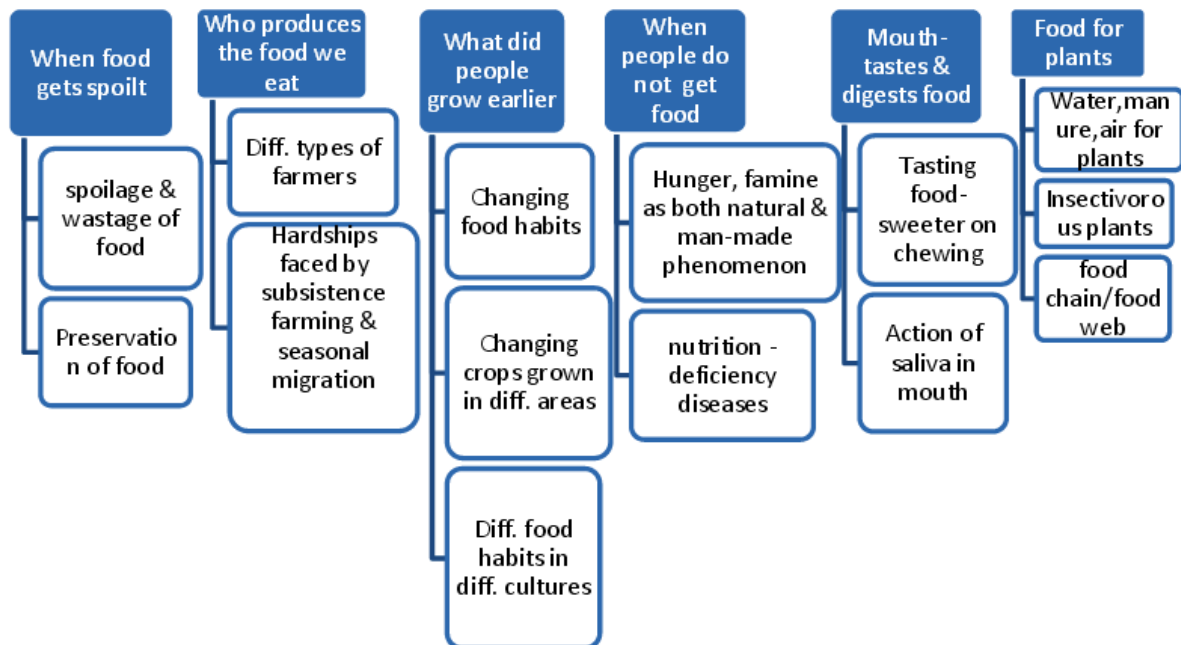 When food
gets spoilt
spoilage &
wastage of
food
Preservatio
n of food
Who produces
the food we
eat
Diff. types of
farmers
Hardships
faced by
subsistence
farming &
seasonal
migration
What did
people
grow earlier
Changing
food habits
Changing
crops grown
in diff. areas
Diff. food
habits in
diff. cultures
When
people do
not get
food
Hunger, famine
as both natural &
man-made
phenomenon
nutrition -
deficiency
diseases
Mouth-
tastes &
digests food
Tasting
food-
sweeter on
chewing
Action of
saliva in
mouth
Food for
plants
Water,man
ure,air for
plants
Insectivoro
us plants
food
chain/food
web